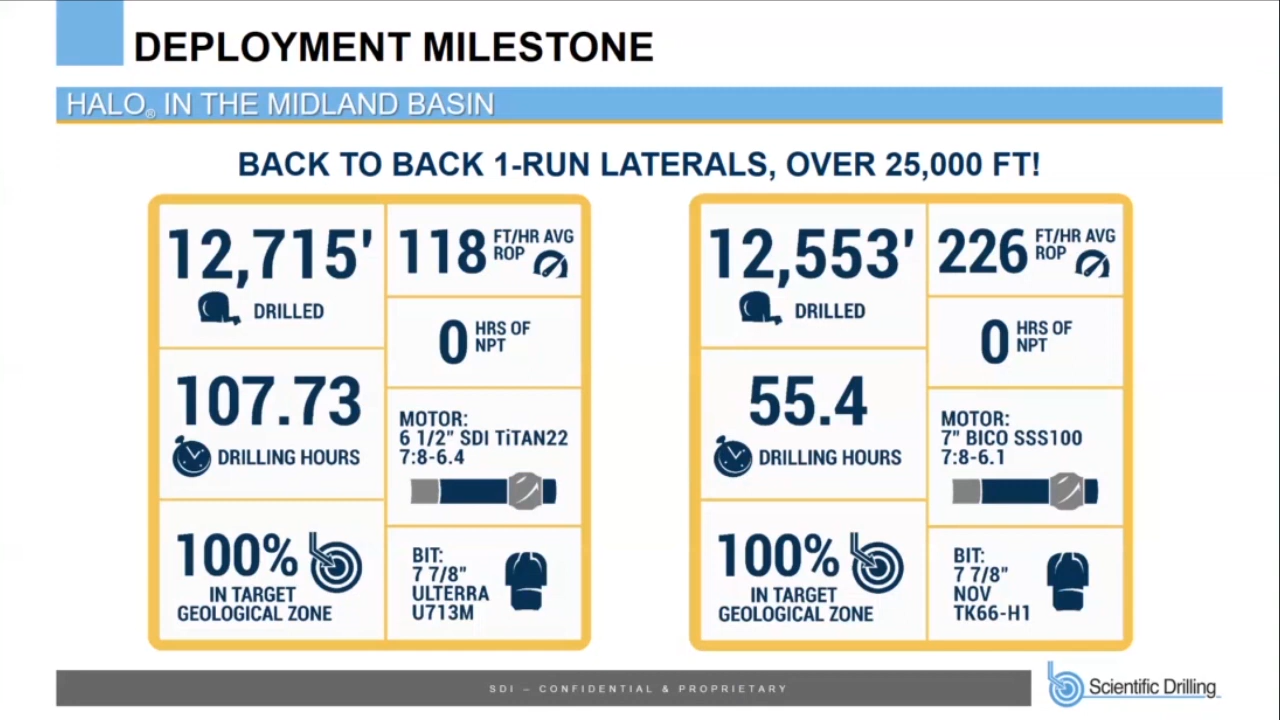 DEPLOYMENT MILESTONE
HALO® IN THE MIDLAND BASIN
BACK TO BACK 1-RUN LATERALS, OVER 25,000 FT!
12,715'
DRILLED
118 FT/HR AVG
ROP
0 HRS OF
NPT
107.73
DRILLING HOURS
MOTOR:
6 1/2" SDI TiTAN22
7:8-6.4
100%
IN TARGET
GEOLOGICAL ZONE
BIT:
7 7/8"
ULTERRA
U713M
12,553'
DRILLED
226 FT/HR AVG
ROP
0 HRS OF
NPT
55.4
DRILLING HOURS
MOTOR:
7" BICO SSS100
7:8-6.1
100%
IN TARGET
GEOLOGICAL ZONE
BIT:
7 7/8"
NOV
TK66-H1
SDI – CONFIDENTIAL & PROPRIETARY
Scientific Drilling